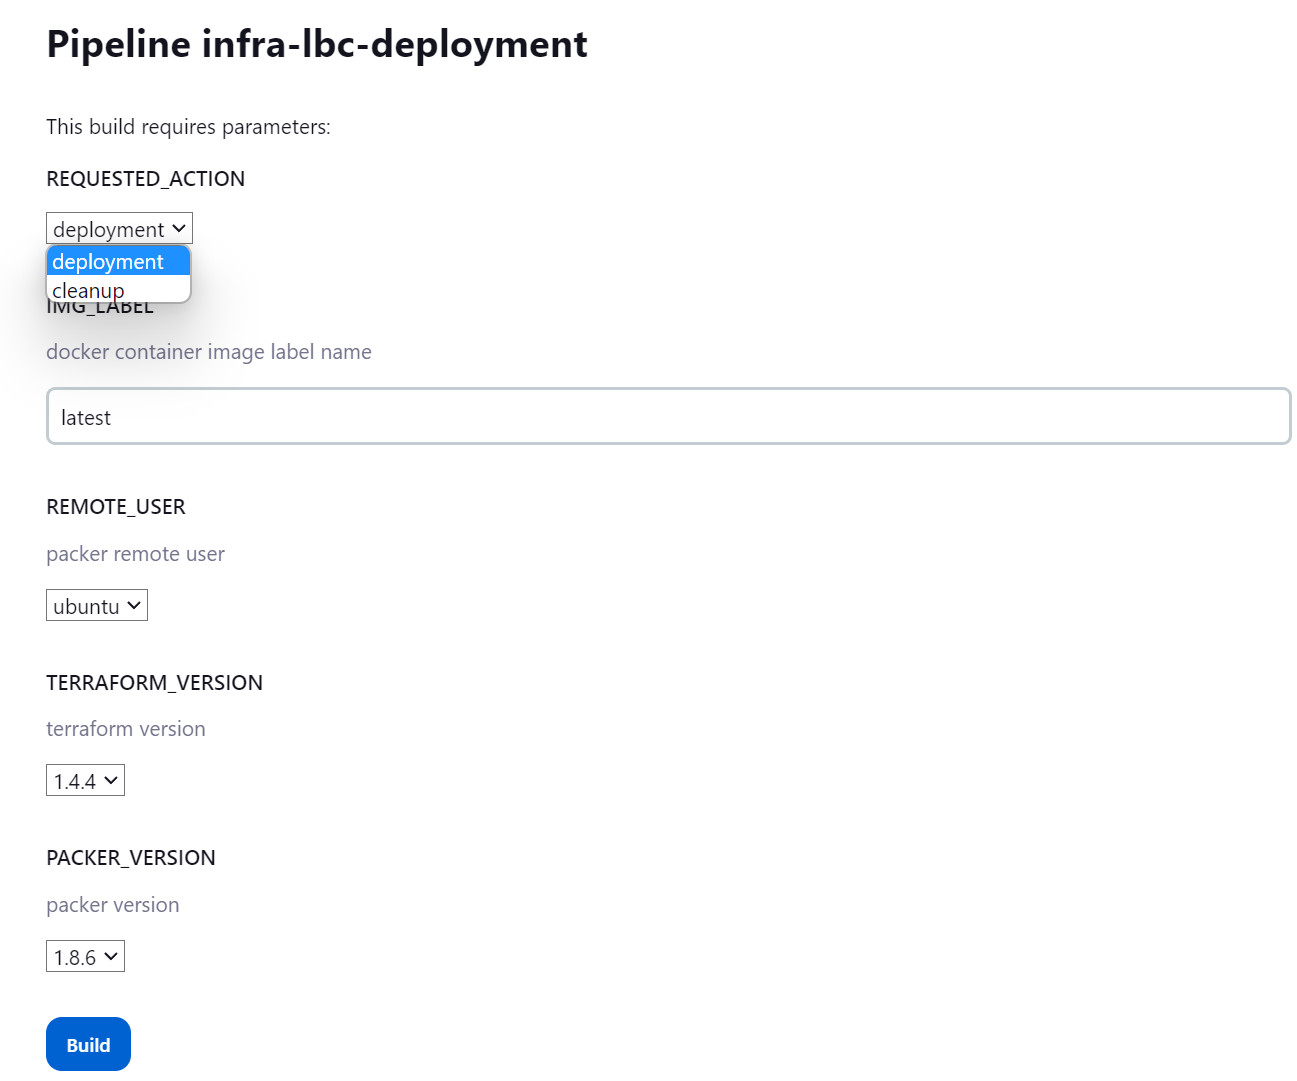 Pipeline infra-lbc-deployment
This build requires parameters:
REQUESTED_ACTION
deployment
deployment
cleanup
IMG_LABEL
docker container image label name
latest
REMOTE_USER
packer remote user
ubuntu
TERRAFORM_VERSION
terraform version
1.4.4
PACKER_VERSION
packer version
1.8.6
Build